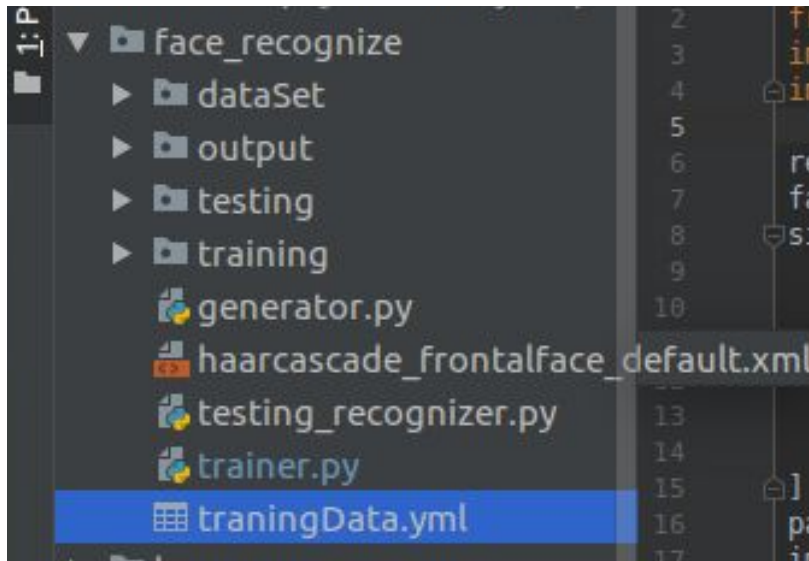 1: P
face_recognize
dataSet
output
testing
training
generator.py
haarcascade_frontalface_default.xml
testing_recognizer.py
trainer.py
traningData.yml
2
3
4
5
6
7
8
9
10
13
14
15 ]
16
17